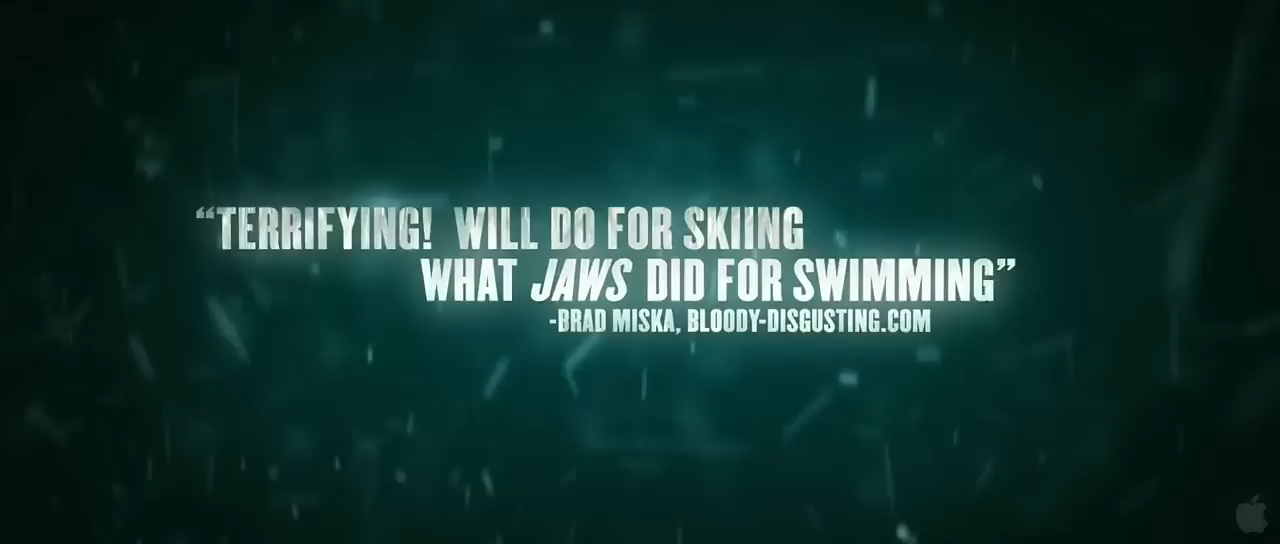 “TERRIFYING! WILL DO FOR SKIING
WHAT JAWS DID FOR SWIMMING”
-BRAD MISKA, BLOODY-DISGUSTING.COM